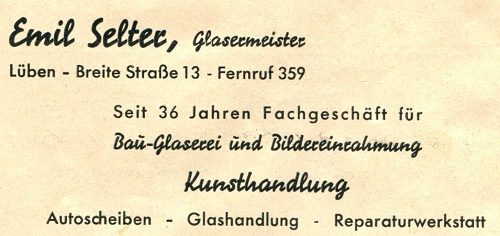 Emil Selter, Glasermeister
Lüben - Breite Straße 13 - Fernruf 359
Seit 36 Jahren Fachgeschäft für
Bau-Glaserei und Bildereinrahmung
Kunsthandlung
Autoscheiben - Glashandlung - Reparaturwerkstatt